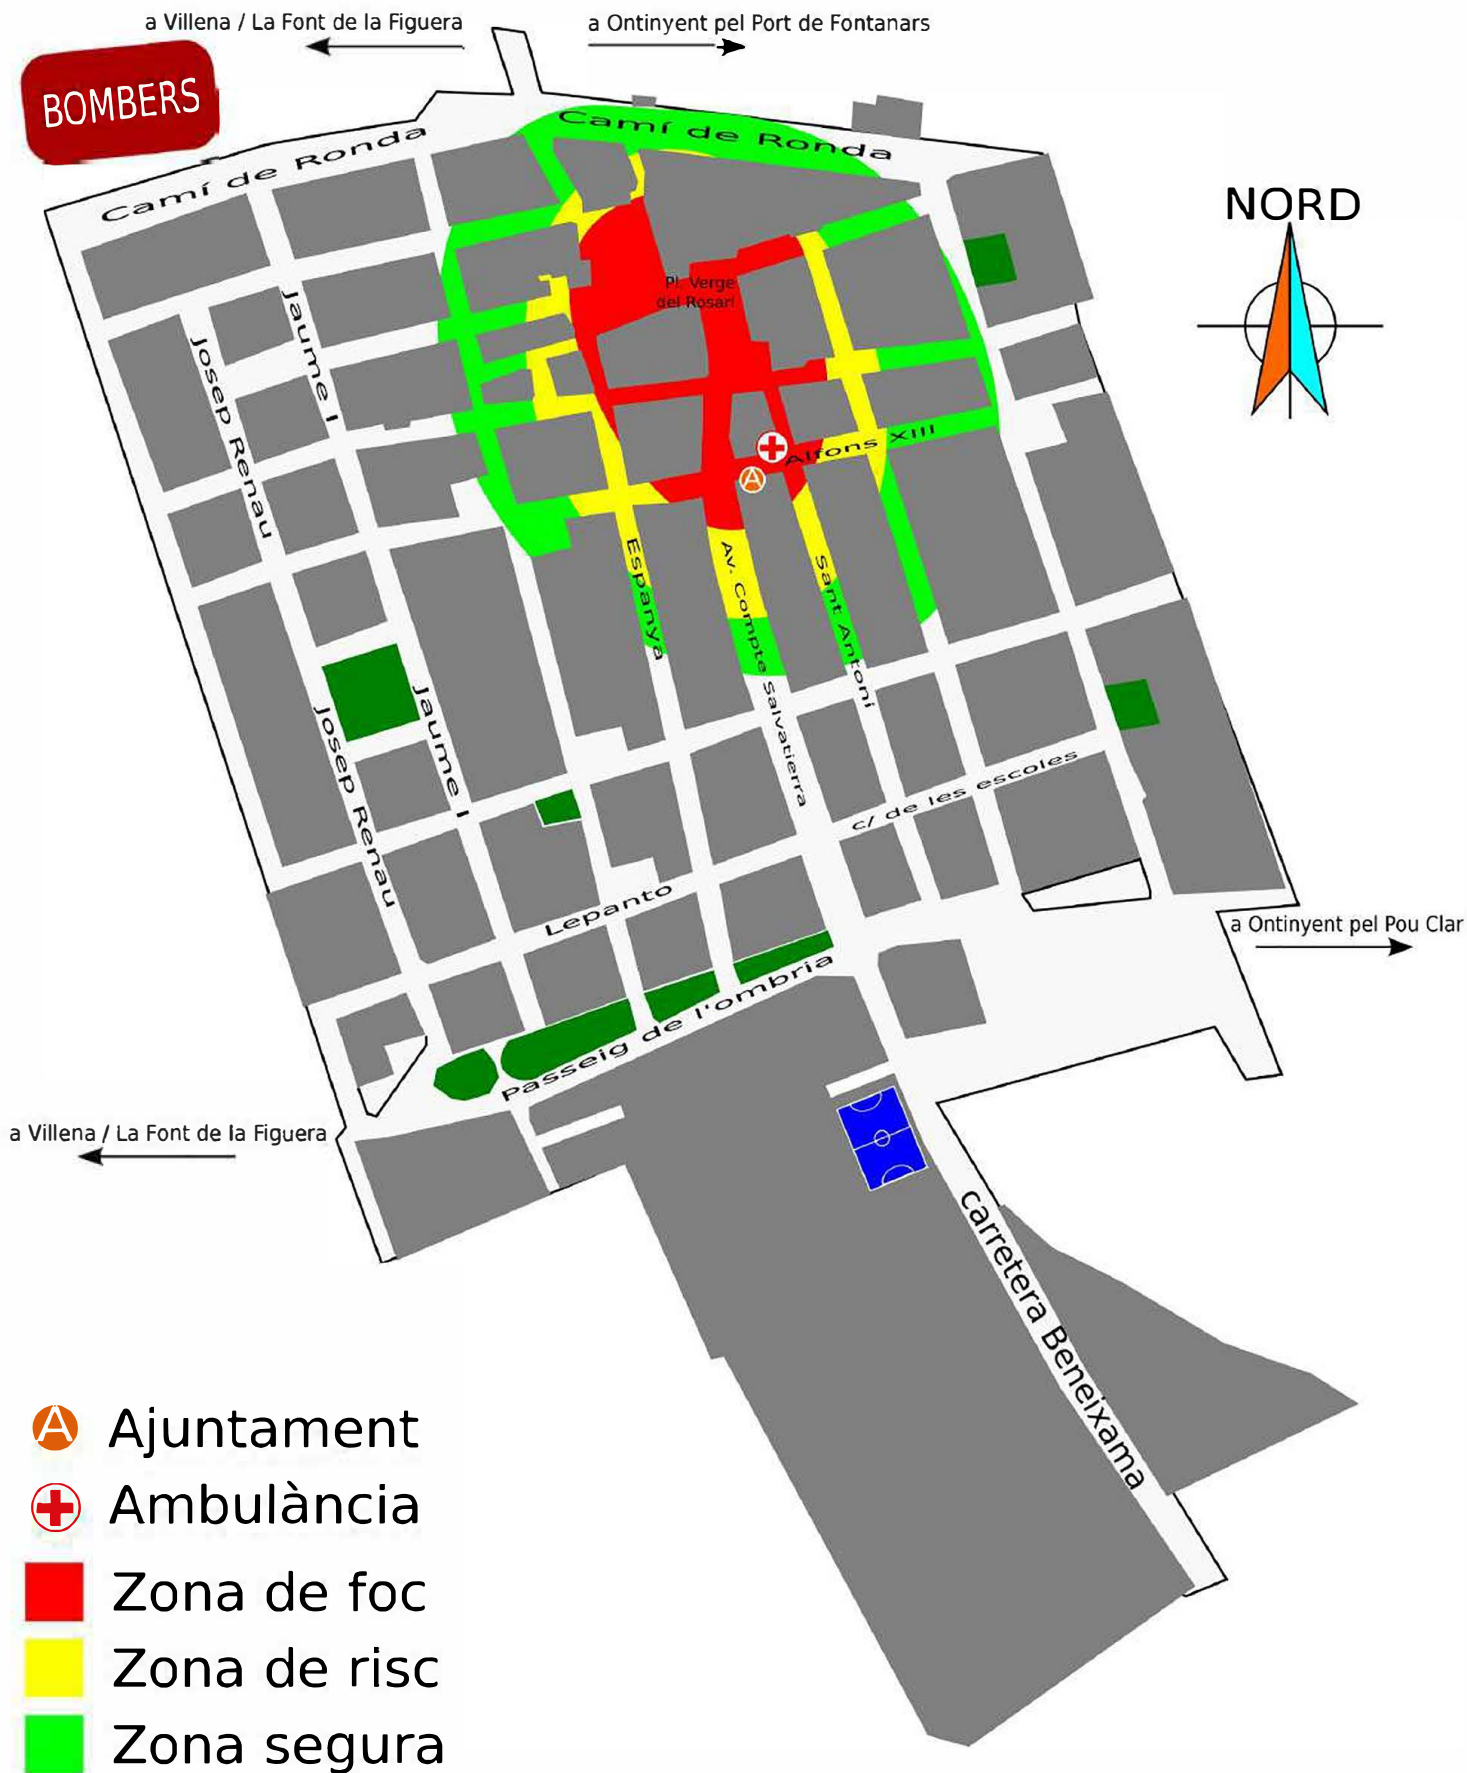 a Villena / La Font de la Figuera
a Ontinyent pel Port de Fontanars
BOMBERS
Camí de Ronda
Camí de Ronda
NORD
Pl. Verge
del Rosari
Jaume I
Josep Renau
Alfons XIII
A
Espanya
Av. Compte Salvatierra
Sant Antoni
Jaume I
Josep Renau
c/ de les escoles
Lepanto
a Ontinyent pel Pou Clar
Passeig de l'ombria
a Villena / La Font de la Figuera
carretera Beneixama
A Ajuntament
Ambulància
Zona de foc
Zona de risc
Zona segura